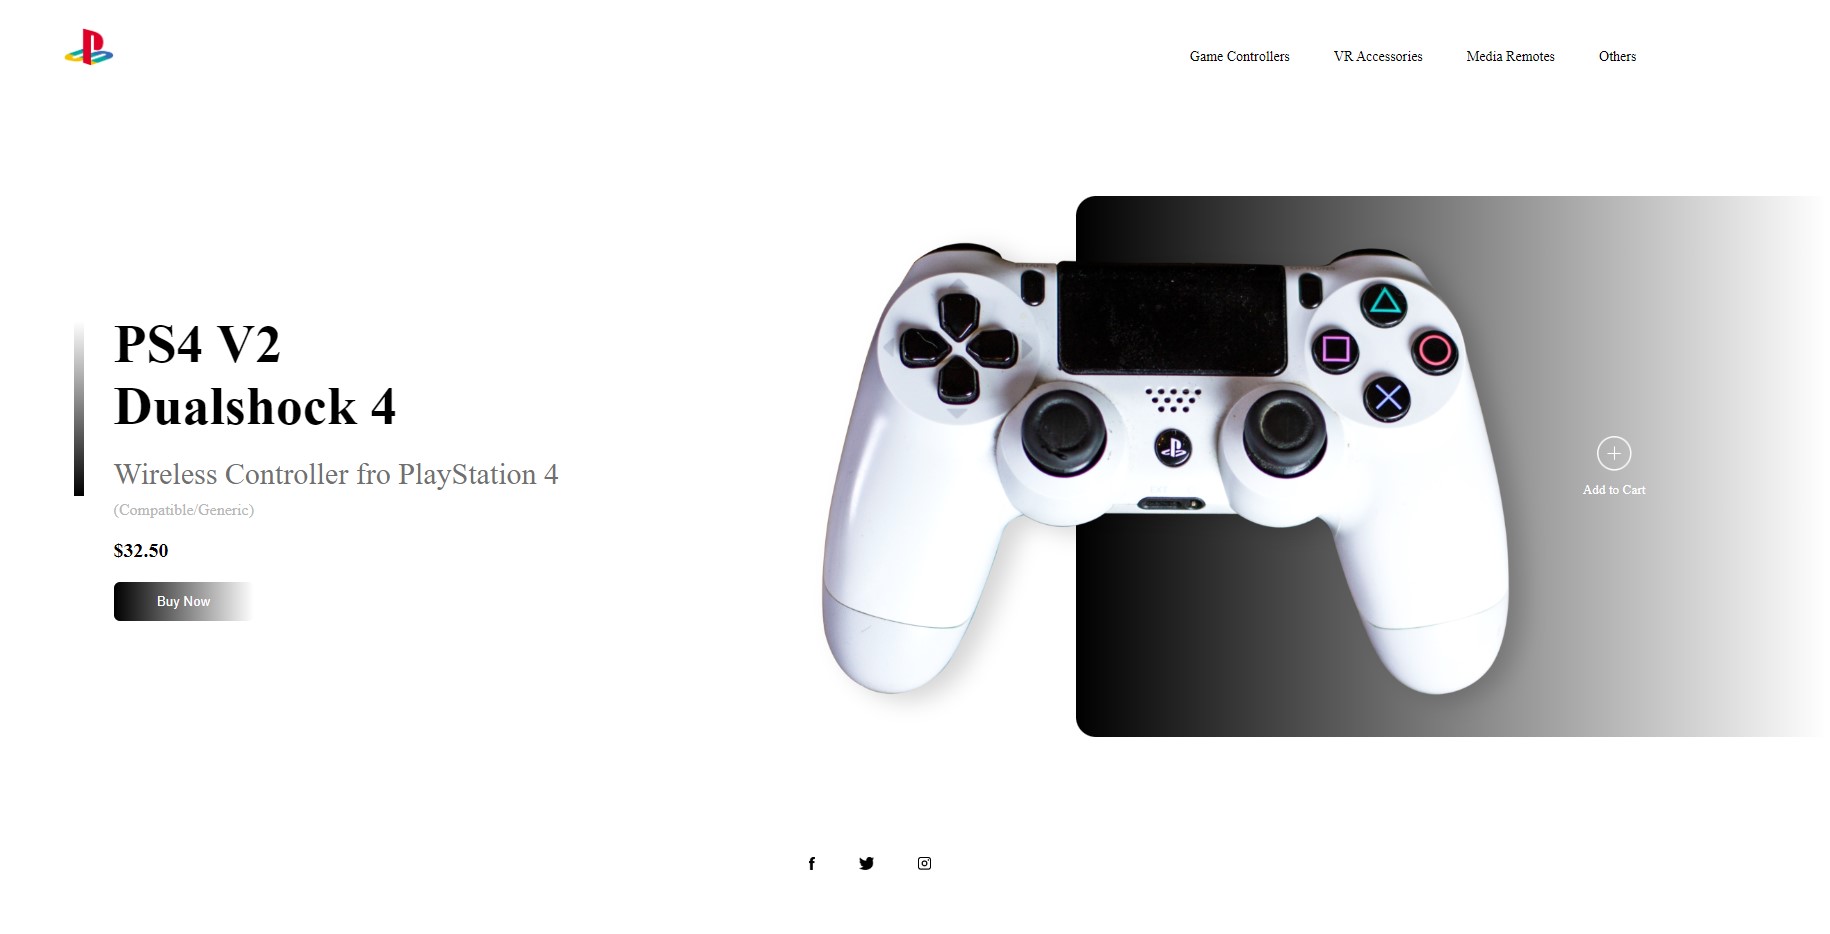 Game Controllers
VR Accessories
Media Remotes
Others
PS4 V2
Dualshock 4
Wireless Controller fro PlayStation 4
(Compatible/Generic)
$32.50
Buy Now
Add to Cart